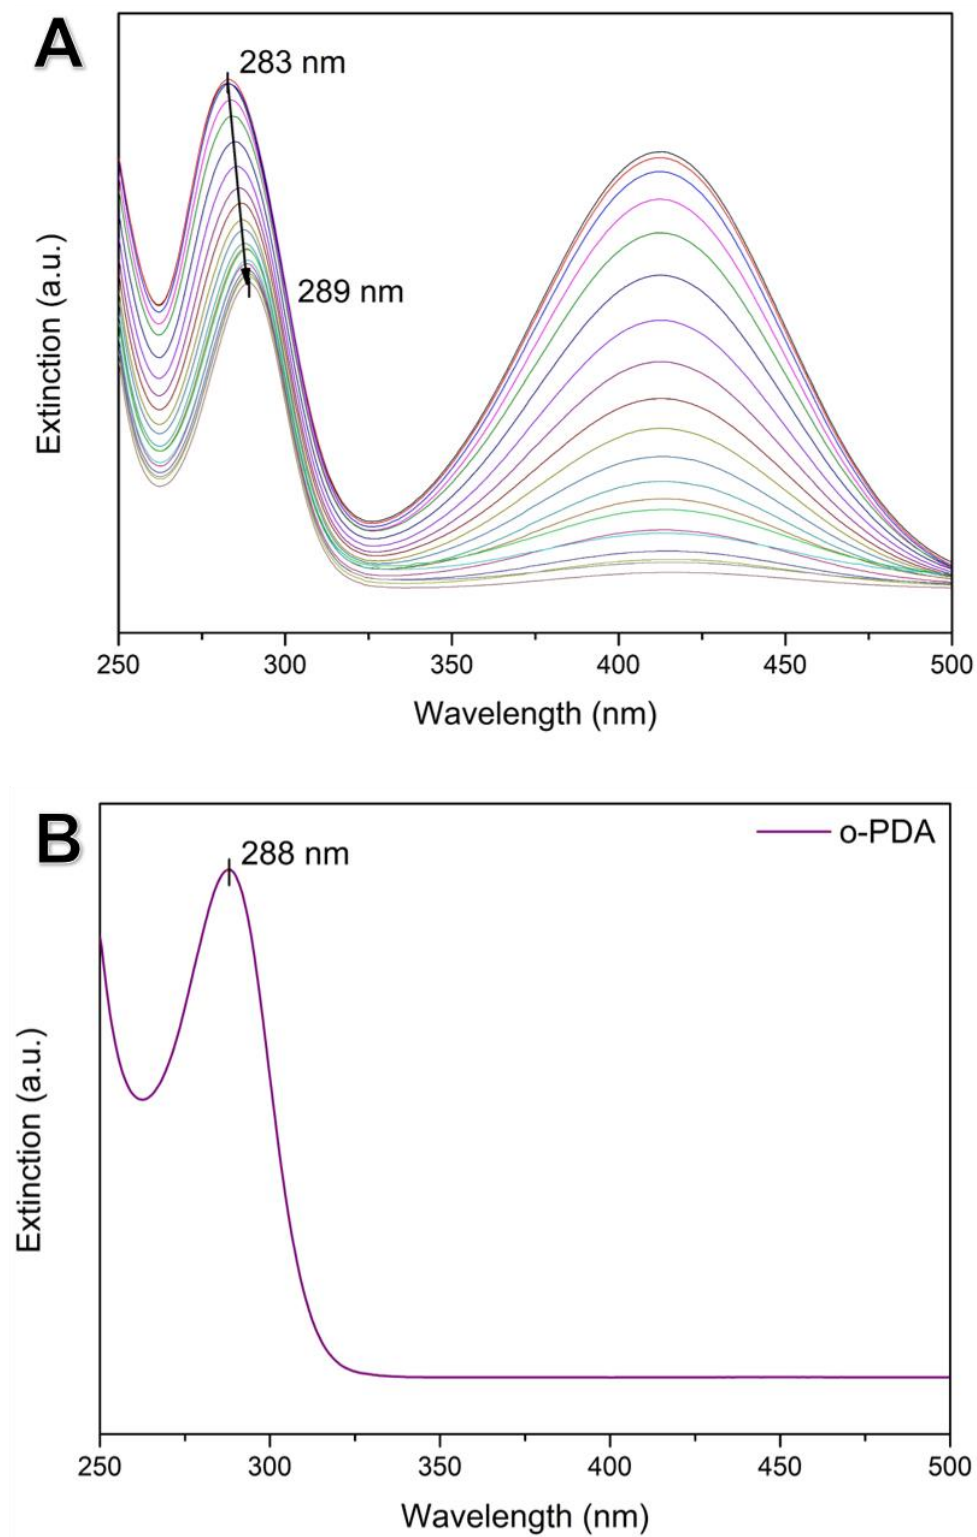 A
283 nm
289 nm
Extinction (a.u.)
250 300 350 400 450 500
Wavelength (nm)
B
288 nm
o-PDA
Extinction (a.u.)
250 300 350 400 450 500
Wavelength (nm)